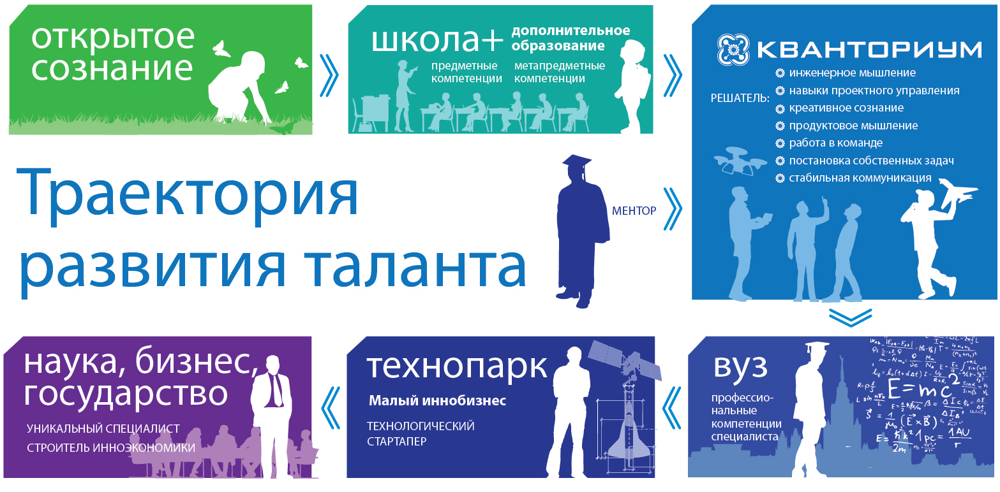 открытое
сознание
школа+
дополнительное
образование
предметные
компетенции
метапредметные
компетенции
КВАНТОРИУМ
РЕШАТЕЛЬ:
инженерное мышление
навыки проектного управления
креативное сознание
продуктовое мышление
работа в команде
постановка собственных задач
стабильная коммуникация
Траектория
развития таланта
МЕНТОР
наука, бизнес,
государство
УНИКАЛЬНЫЙ СПЕЦИАЛИСТ
СТРОИТЕЛЬ ИННОЭКОНОМИКИ
технопарк
Малый иннобизнес
ТЕХНОЛОГИЧЕСКИЙ
СТАРТАПЕР
вуз
профессио-
нальные
компетенции
специалиста
E=mc²